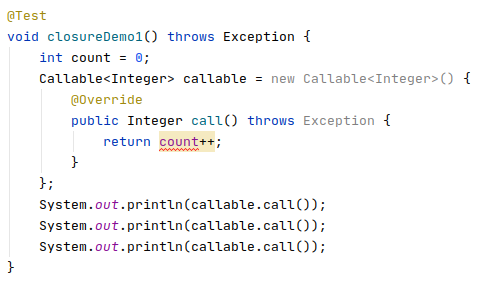 @Test
void closureDemo1() throws Exception {
    int count = 0;
    Callable<Integer> callable = new Callable<Integer>() {
        @Override
        public Integer call() throws Exception {
            return count++;
        }
    };
    System.out.println(callable.call());
    System.out.println(callable.call());
    System.out.println(callable.call());
}